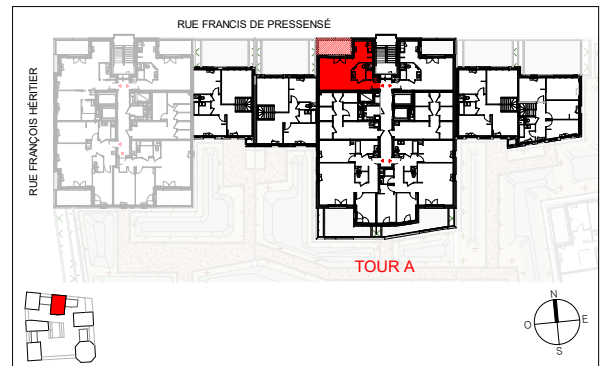 RUE FRANCIS DE PRESSENSÉ
RUE FRANÇOIS HÉRITIER
TOUR A
N
O
E
S